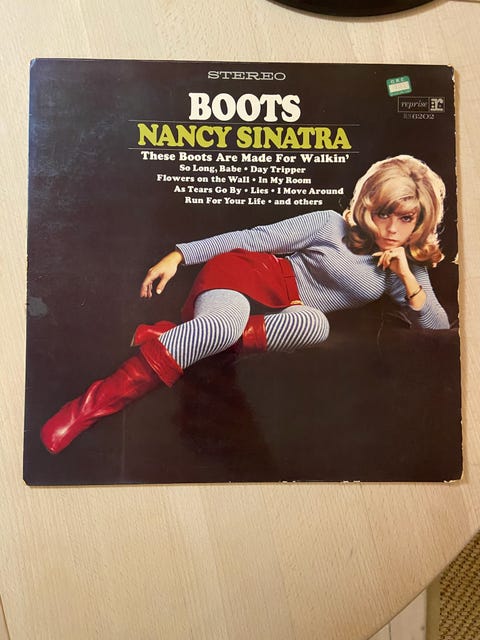 STEREO
BOOTS
NANCY SINATRA
These Boots Are Made For Walkin'
So Long, Babe • Day Tripper
Flowers on the Wall • In My Room
As Tears Go By • Lies • I Move Around
Run For Your Life • and others
reprise
RS 6202